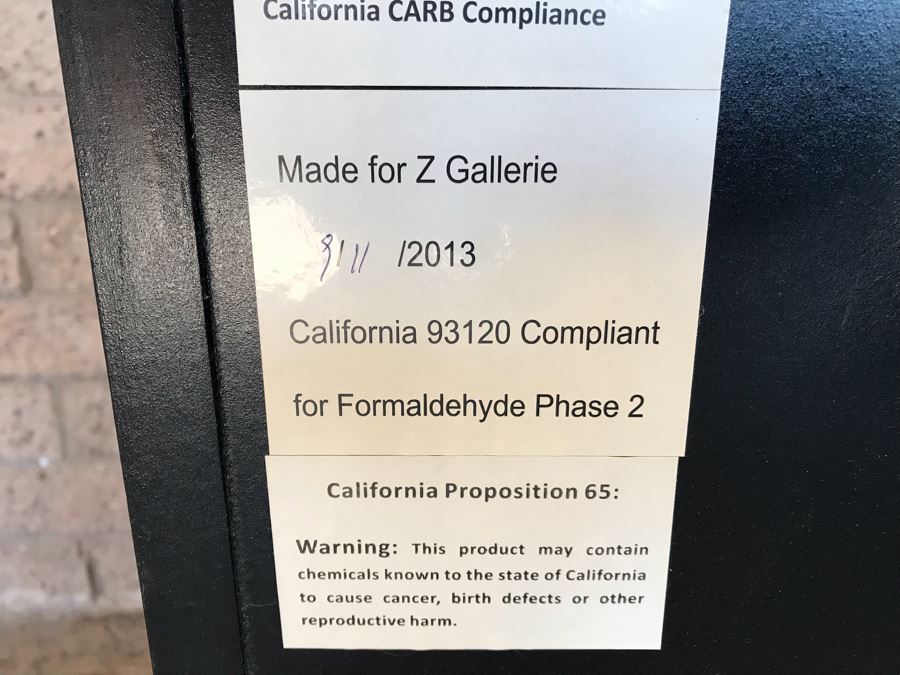 California CARB Compliance
Made for Z Gallerie
9/11 /2013
California 93120 Compliant
for Formaldehyde Phase 2
California Proposition 65:
Warning: This product may contain
chemicals known to the state of California
to cause cancer, birth defects or other
reproductive harm.